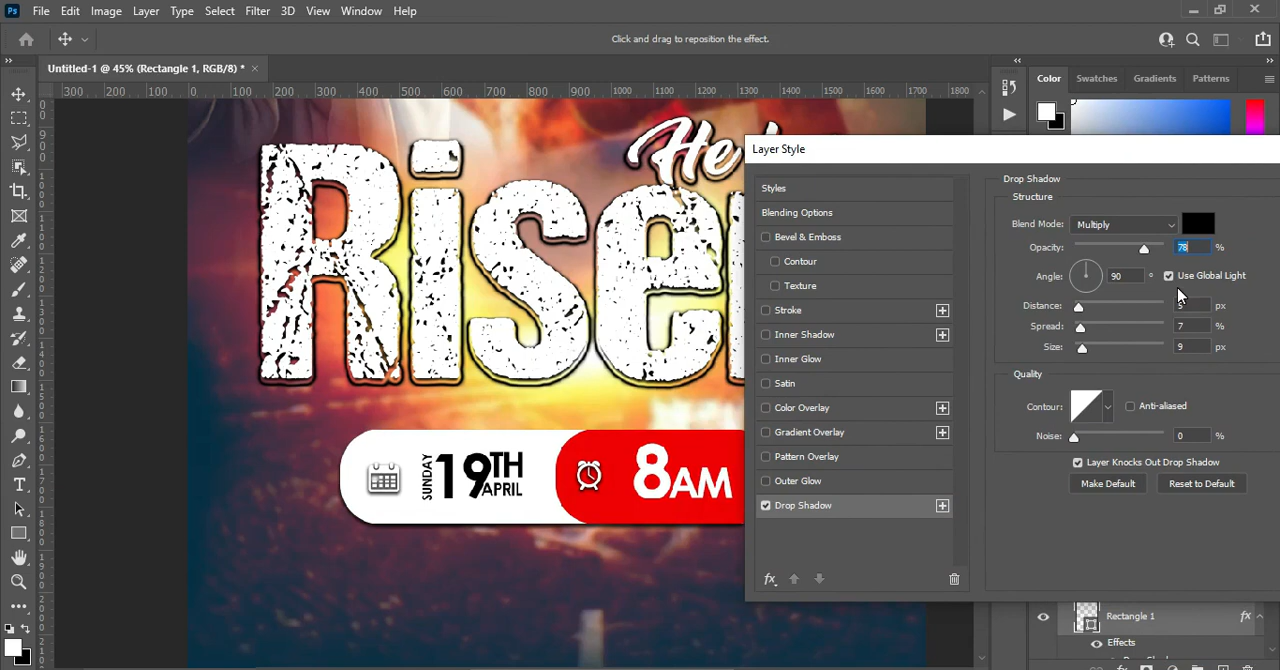 Ps File Edit Image Layer Type Select Filter 3D View Window Help
Click and drag to reposition the effect.
Untitled-1 @ 45% (Rectangle 1, RGB/8) * ×
Color Swatches Gradients Patterns
300 200 100 0 100 200 300 400 500 600 700 800 900 1000 1100 1200 1300 1400 1500 1600 1700 1800
He
Risen
SUNDAY
19TH
APRIL
8AM
Layer Style
Styles
Blending Options
Bevel & Emboss
Contour
Texture
Stroke
Inner Shadow
Inner Glow
Satin
Color Overlay
Gradient Overlay
Pattern Overlay
Outer Glow
Drop Shadow
fx
Drop Shadow
Structure
Blend Mode: Multiply
Opacity: 78 %
Angle: 90 ° Use Global Light
Distance: 5 px
Spread: 7 %
Size: 9 px
Quality
Contour: Anti-aliased
Noise: 0 %
Layer Knocks Out Drop Shadow
Make Default Reset to Default
Rectangle 1 fx
Effects